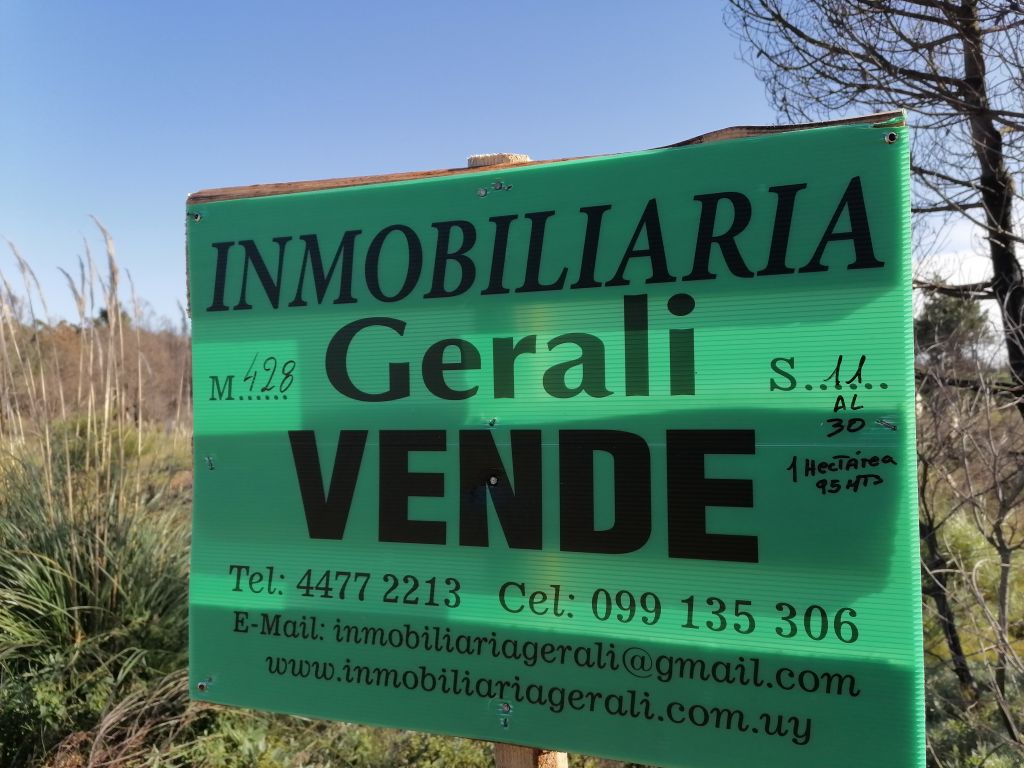 INMOBILIARIA
Gerali
M 428
S..11..
AL
30
VENDE
1 HectÁrea
95 MTS
Tel: 4477 2213 Cel: 099 135 306
E-Mail: inmobiliariagerali@gmail.com
www.inmobiliariagerali.com.uy